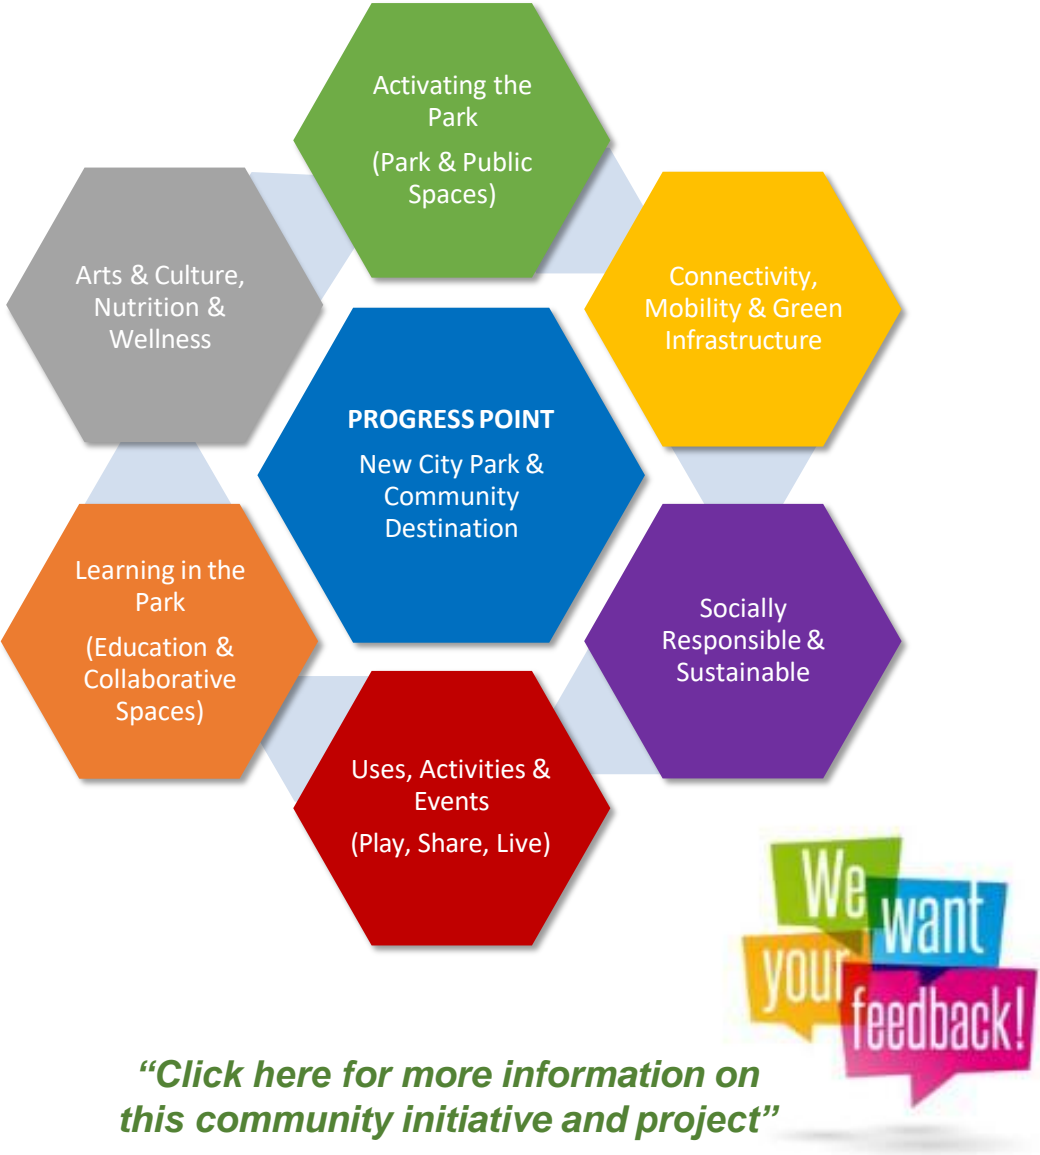 Activating the
Park
(Park & Public
Spaces)
Arts & Culture,
Nutrition &
Wellness
Connectivity,
Mobility & Green
Infrastructure
PROGRESS POINT
New City Park &
Community
Destination
Learning in the
Park
(Education &
Collaborative
Spaces)
Socially
Responsible &
Sustainable
Uses, Activities &
Events
(Play, Share, Live)
We
want
your
feedback!
“Click here for more information on
this community initiative and project”